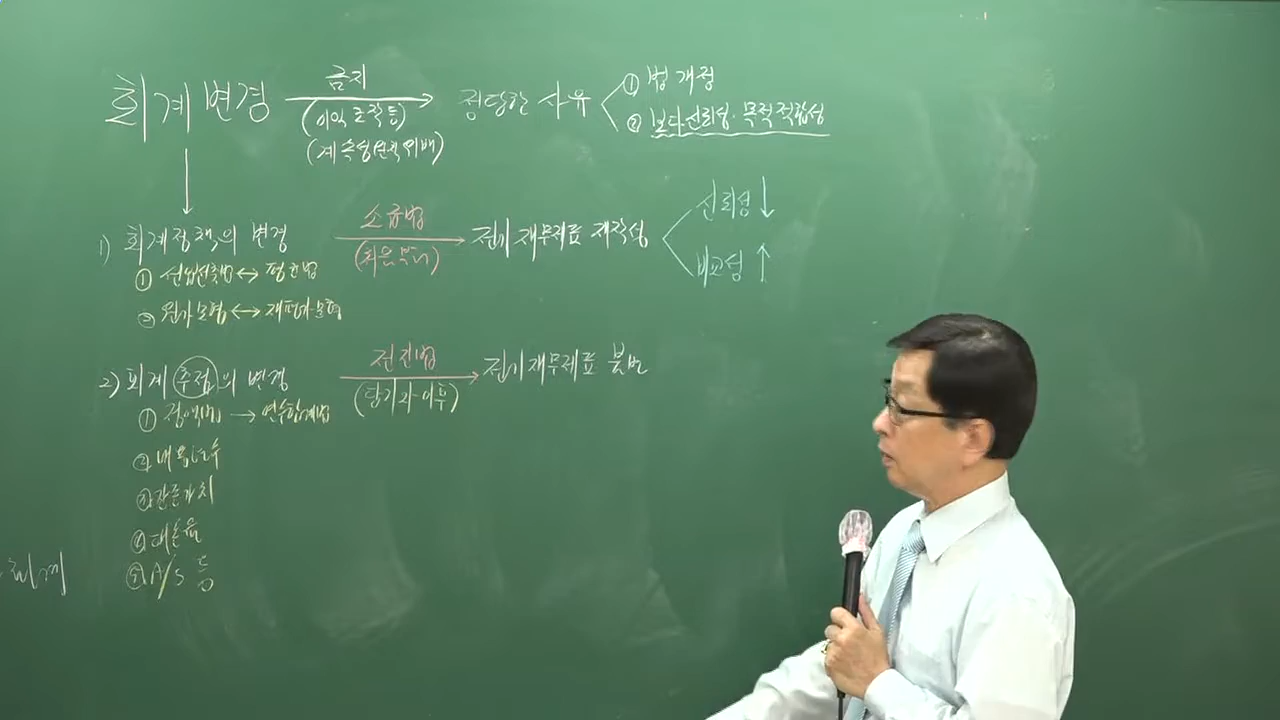 회계변경 금지 → 정당한 사유 ① 법 개정
(이익 조작 등) ② 보다 신뢰성·목적적합성
(계속성 원칙 위배)
1) 회계정책의 변경 소급법 → 전기 재무제표 재작성 신뢰성 ↓
(처음부터) 비교성 ↑
① 선입선출법 ↔ 평균법
② 원가모형 ↔ 재평가모형
2) 회계 추정의 변경 전진법 → 전기 재무제표 불변
(당기와 이후)
① 정액법 → 연수합계법
② 내용년수
③ 잔존가치
④ 대손율
⑤ A/S 등
회계